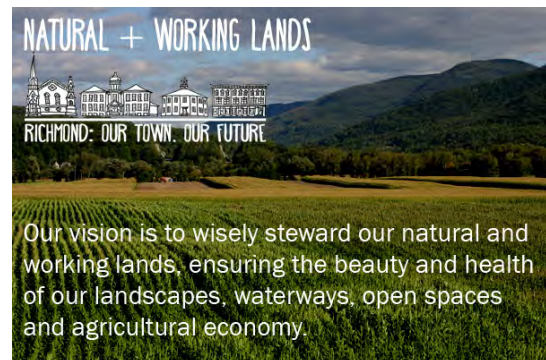 NATURAL + WORKING LANDS
RICHMOND: OUR TOWN. OUR FUTURE
Our vision is to wisely steward our natural and
working lands, ensuring the beauty and health
of our landscapes, waterways, open spaces
and agricultural economy.